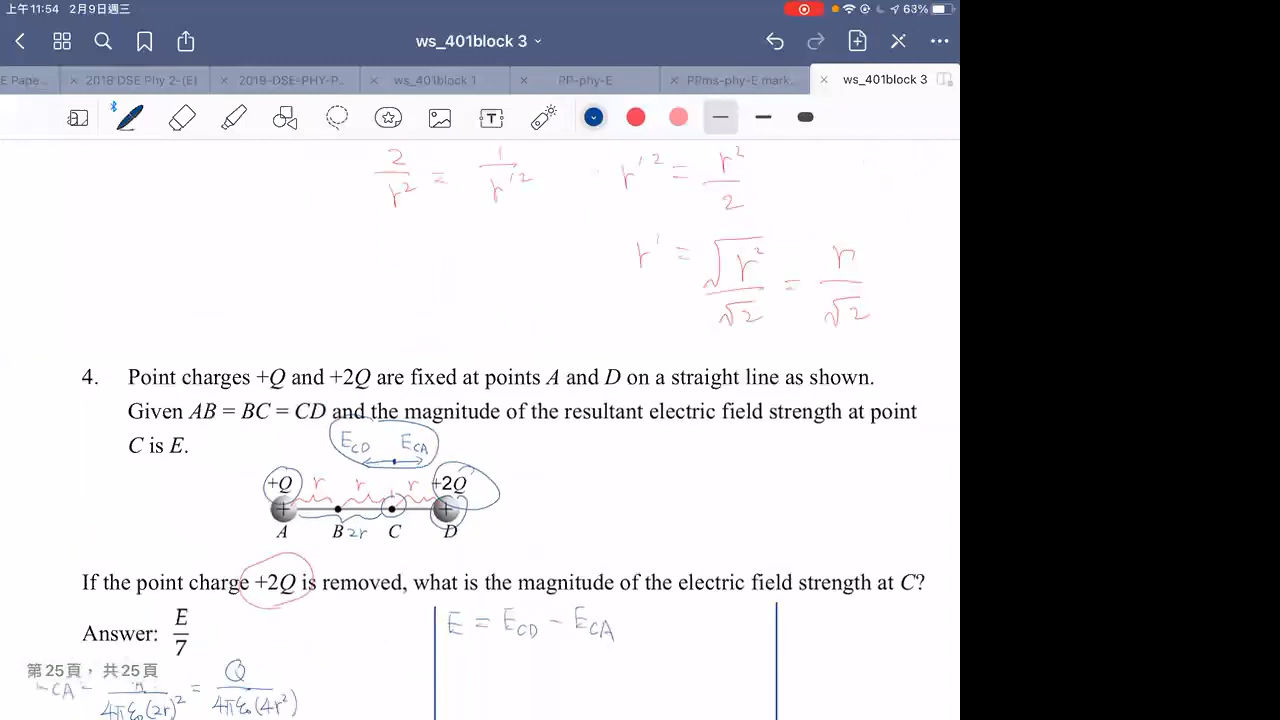 上午11:54 2月9日週三 63%
ws_401block 3
E Pape... 2018 DSE Phy 2-(E) 2019-DSE-PHY-P... ws_401block 1 PP-phy-E PPms-phy-E mark... ws_401block 3
2/r² = 1/r'² r'² = r²/2
r' = √r²/√2 = r/√2
4. Point charges +Q and +2Q are fixed at points A and D on a straight line as shown.
Given AB = BC = CD and the magnitude of the resultant electric field strength at point
C is E.
E_CD E_CA
+Q r r r +2Q
+ +
A B 2r C D
If the point charge +2Q is removed, what is the magnitude of the electric field strength at C?
Answer: E/7
E = E_CD - E_CA
第25頁，共25頁
4πε₀(2r)² = Q/4πε₀(4r²)